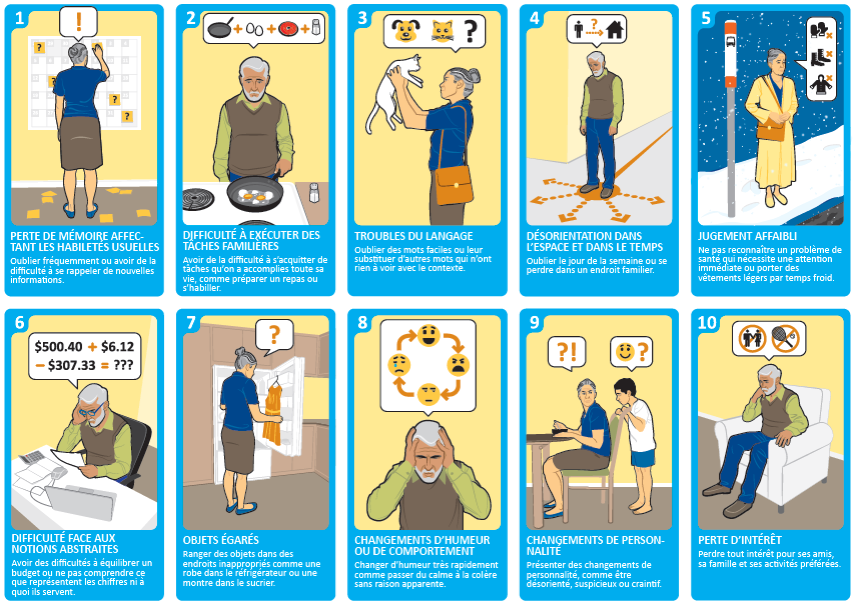 1
!
?
?
?
?
PERTE DE MÉMOIRE AFFEC-
TANT LES HABILETÉS USUELLES
Oublier fréquemment ou avoir de la
difficulté à se rappeler de nouvelles
informations.
2
+ + +
DIFFICULTÉ À EXÉCUTER DES
TÂCHES FAMILIÈRES
Avoir de la difficulté à s'acquitter de
tâches qu'on a accomplies toute sa
vie, comme préparer un repas ou
s'habiller.
3
?
TROUBLES DU LANGAGE
Oublier des mots faciles ou leur
substituer d'autres mots qui n'ont
rien à voir avec le contexte.
4
?
DÉSORIENTATION DANS
L'ESPACE ET DANS LE TEMPS
Oublier le jour de la semaine ou se
perdre dans un endroit familier.
5
JUGEMENT AFFAIBLI
Ne pas reconnaître un problème de
santé qui nécessite une attention
immédiate ou porter des
vêtements légers par temps froid.
6
$500.40 + $6.12
− $307.33 = ???
DIFFICULTÉ FACE AUX
NOTIONS ABSTRAITES
Avoir des difficultés à équilibrer un
budget ou ne pas comprendre ce
que représentent les chiffres ni à
quoi ils servent.
7
?
OBJETS ÉGARÉS
Ranger des objets dans des
endroits inappropriés comme une
robe dans le réfrigérateur ou une
montre dans le sucrier.
8
CHANGEMENTS D'HUMEUR
OU DE COMPORTEMENT
Changer d'humeur très rapidement
comme passer du calme à la colère
sans raison apparente.
9
?!
?
CHANGEMENTS DE PERSON-
NALITÉ
Présenter des changements de
personnalité, comme être
désorienté, suspicieux ou craintif.
10
PERTE D'INTÉRÊT
Perdre tout intérêt pour ses amis,
sa famille et ses activités préférées.